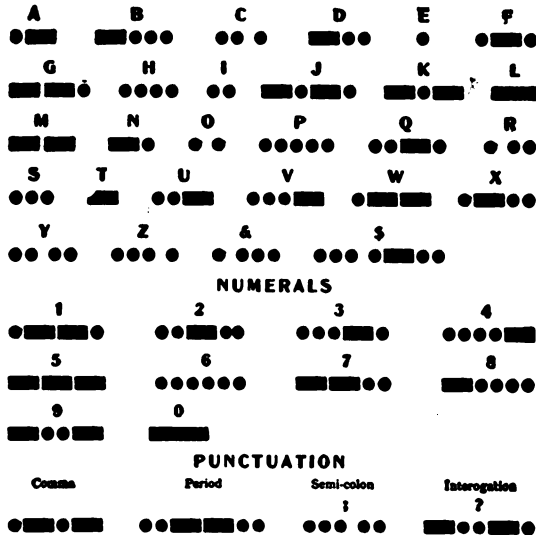 A B C D E F
G H I J K L
M N O P Q R
S T U V W X
Y Z & $
NUMERALS
1 2 3 4
5 6 7 8
9 0
PUNCTUATION
Comma Period Semi-colon Interogation
; ?